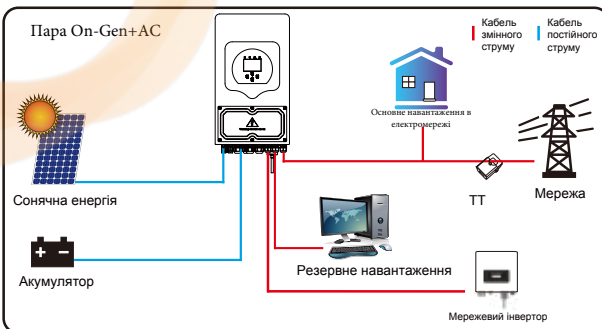 Пара On-Gen+AC
Кабель
змінного
струму
Кабель
постійного
струму
Основне навантаження в
електромережі
Сонячна енергія
ТТ
Мережа
Акумулятор
Резервне навантаження
Мережевий інвертор